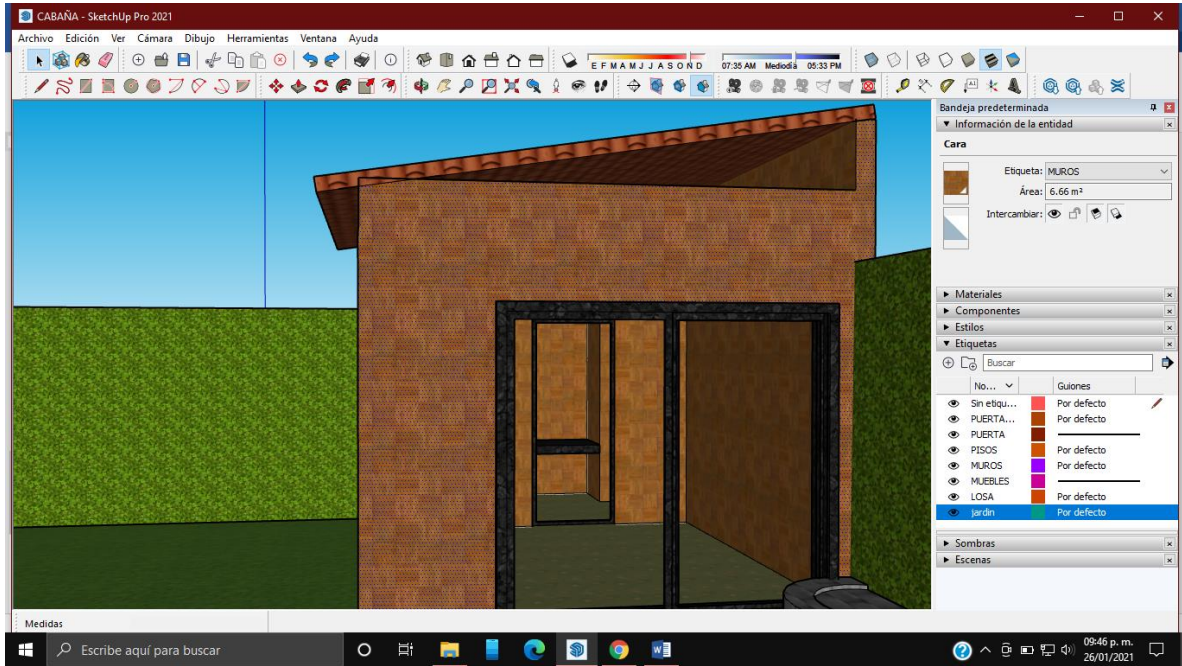 CABAÑA - SketchUp Pro 2021
Archivo Edición Ver Cámara Dibujo Herramientas Ventana Ayuda
E F M A M J J A S O N D 07:35 AM Mediodía 05:33 PM
Bandeja predeterminada
Información de la entidad
Cara
Etiqueta: MUROS
Área: 6.66 m²
Intercambiar:
Materiales
Componentes
Estilos
Etiquetas
Buscar
No... Guiones
Sin etiqu... Por defecto
PUERTA... Por defecto
PUERTA
PISOS Por defecto
MUROS Por defecto
MUEBLES
LOSA Por defecto
jardin Por defecto
Sombras
Escenas
Medidas
Escribe aquí para buscar
09:46 p. m.
26/01/2021